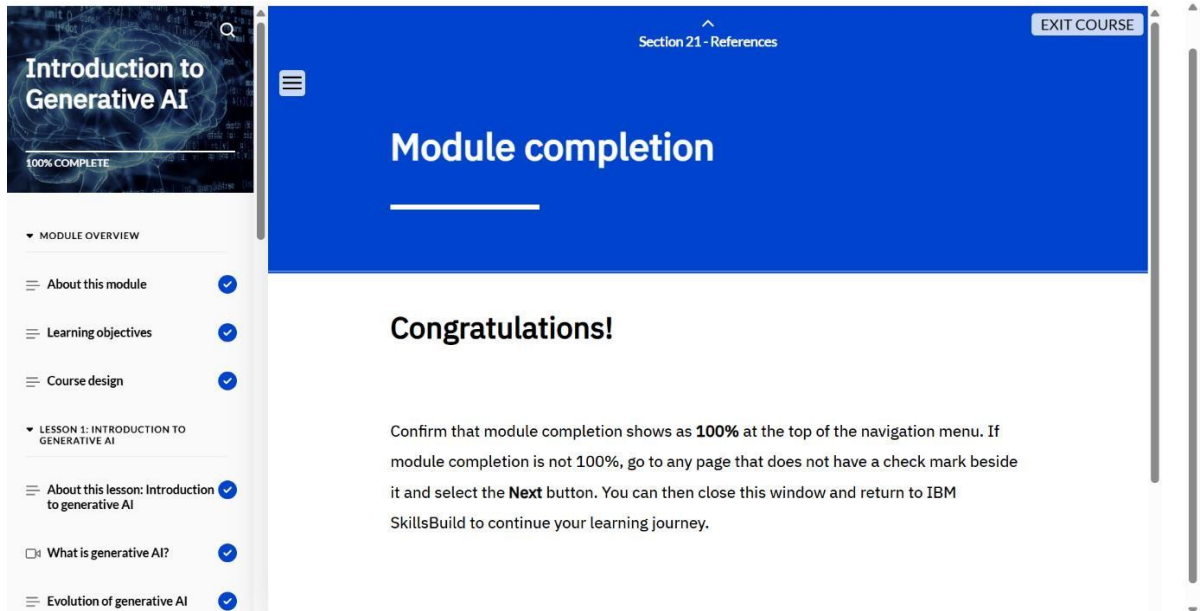 Introduction to
Generative AI
100% COMPLETE
MODULE OVERVIEW
About this module
Learning objectives
Course design
LESSON 1: INTRODUCTION TO
GENERATIVE AI
About this lesson: Introduction
to generative AI
What is generative AI?
Evolution of generative AI
Section 21 - References
EXIT COURSE
Module completion
Congratulations!
Confirm that module completion shows as 100% at the top of the navigation menu. If
module completion is not 100%, go to any page that does not have a check mark beside
it and select the Next button. You can then close this window and return to IBM
SkillsBuild to continue your learning journey.